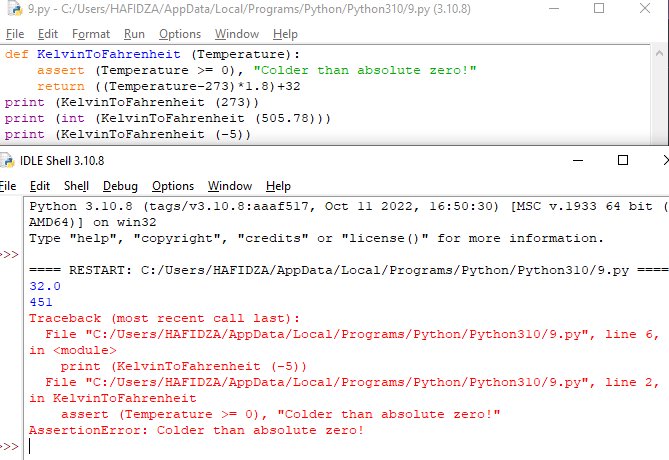 9.py - C:/Users/HAFIDZA/AppData/Local/Programs/Python/Python310/9.py (3.10.8)
File Edit Format Run Options Window Help
def KelvinToFahrenheit (Temperature):
    assert (Temperature >= 0), "Colder than absolute zero!"
    return ((Temperature-273)*1.8)+32
print (KelvinToFahrenheit (273))
print (int (KelvinToFahrenheit (505.78)))
print (KelvinToFahrenheit (-5))
IDLE Shell 3.10.8
File Edit Shell Debug Options Window Help
Python 3.10.8 (tags/v3.10.8:aaaf517, Oct 11 2022, 16:50:30) [MSC v.1933 64 bit (
AMD64)] on win32
Type "help", "copyright", "credits" or "license()" for more information.
>>>
==== RESTART: C:/Users/HAFIDZA/AppData/Local/Programs/Python/Python310/9.py ====
32.0
451
Traceback (most recent call last):
  File "C:/Users/HAFIDZA/AppData/Local/Programs/Python/Python310/9.py", line 6,
in <module>
    print (KelvinToFahrenheit (-5))
  File "C:/Users/HAFIDZA/AppData/Local/Programs/Python/Python310/9.py", line 2,
in KelvinToFahrenheit
    assert (Temperature >= 0), "Colder than absolute zero!"
AssertionError: Colder than absolute zero!
>>>